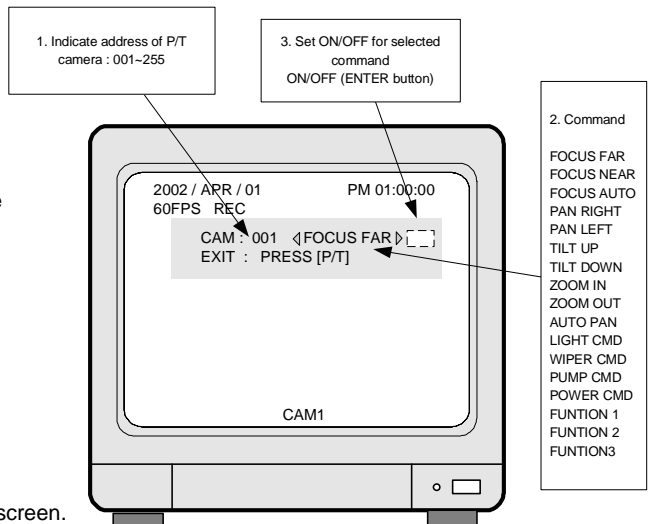 1. Indicate address of P/T
camera : 001~255
3. Set ON/OFF for selected
command
ON/OFF (ENTER button)
2. Command
FOCUS FAR
FOCUS NEAR
FOCUS AUTO
PAN RIGHT
PAN LEFT
TILT UP
TILT DOWN
ZOOM IN
ZOOM OUT
AUTO PAN
LIGHT CMD
WIPER CMD
PUMP CMD
POWER CMD
FUNTION 1
FUNTION 2
FUNTION3
e
2002 / APR / 01 PM 01:00:00
60FPS REC
CAM : 001 ◁FOCUS FAR▷
EXIT : PRESS [P/T]
CAM1
screen.